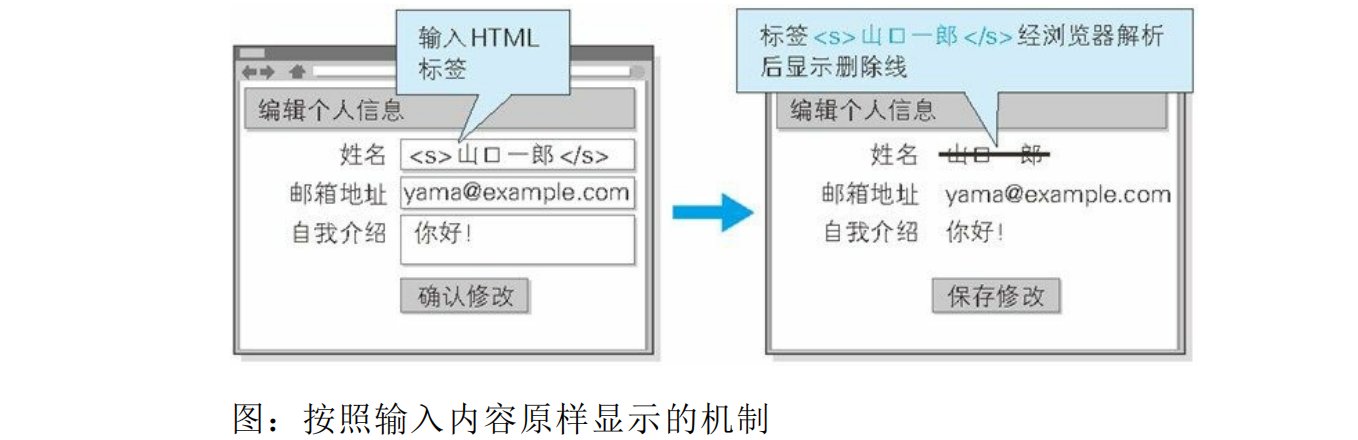 输入HTML
标签
编辑个人信息
姓名 <s>山口一郎</s>
邮箱地址 yama@example.com
自我介绍 你好!
确认修改
标签<s>山口一郎</s>经浏览器解析
后显示删除线
编辑个人信息
姓名 山口一郎
邮箱地址 yama@example.com
自我介绍 你好!
保存修改
图：按照输入内容原样显示的机制